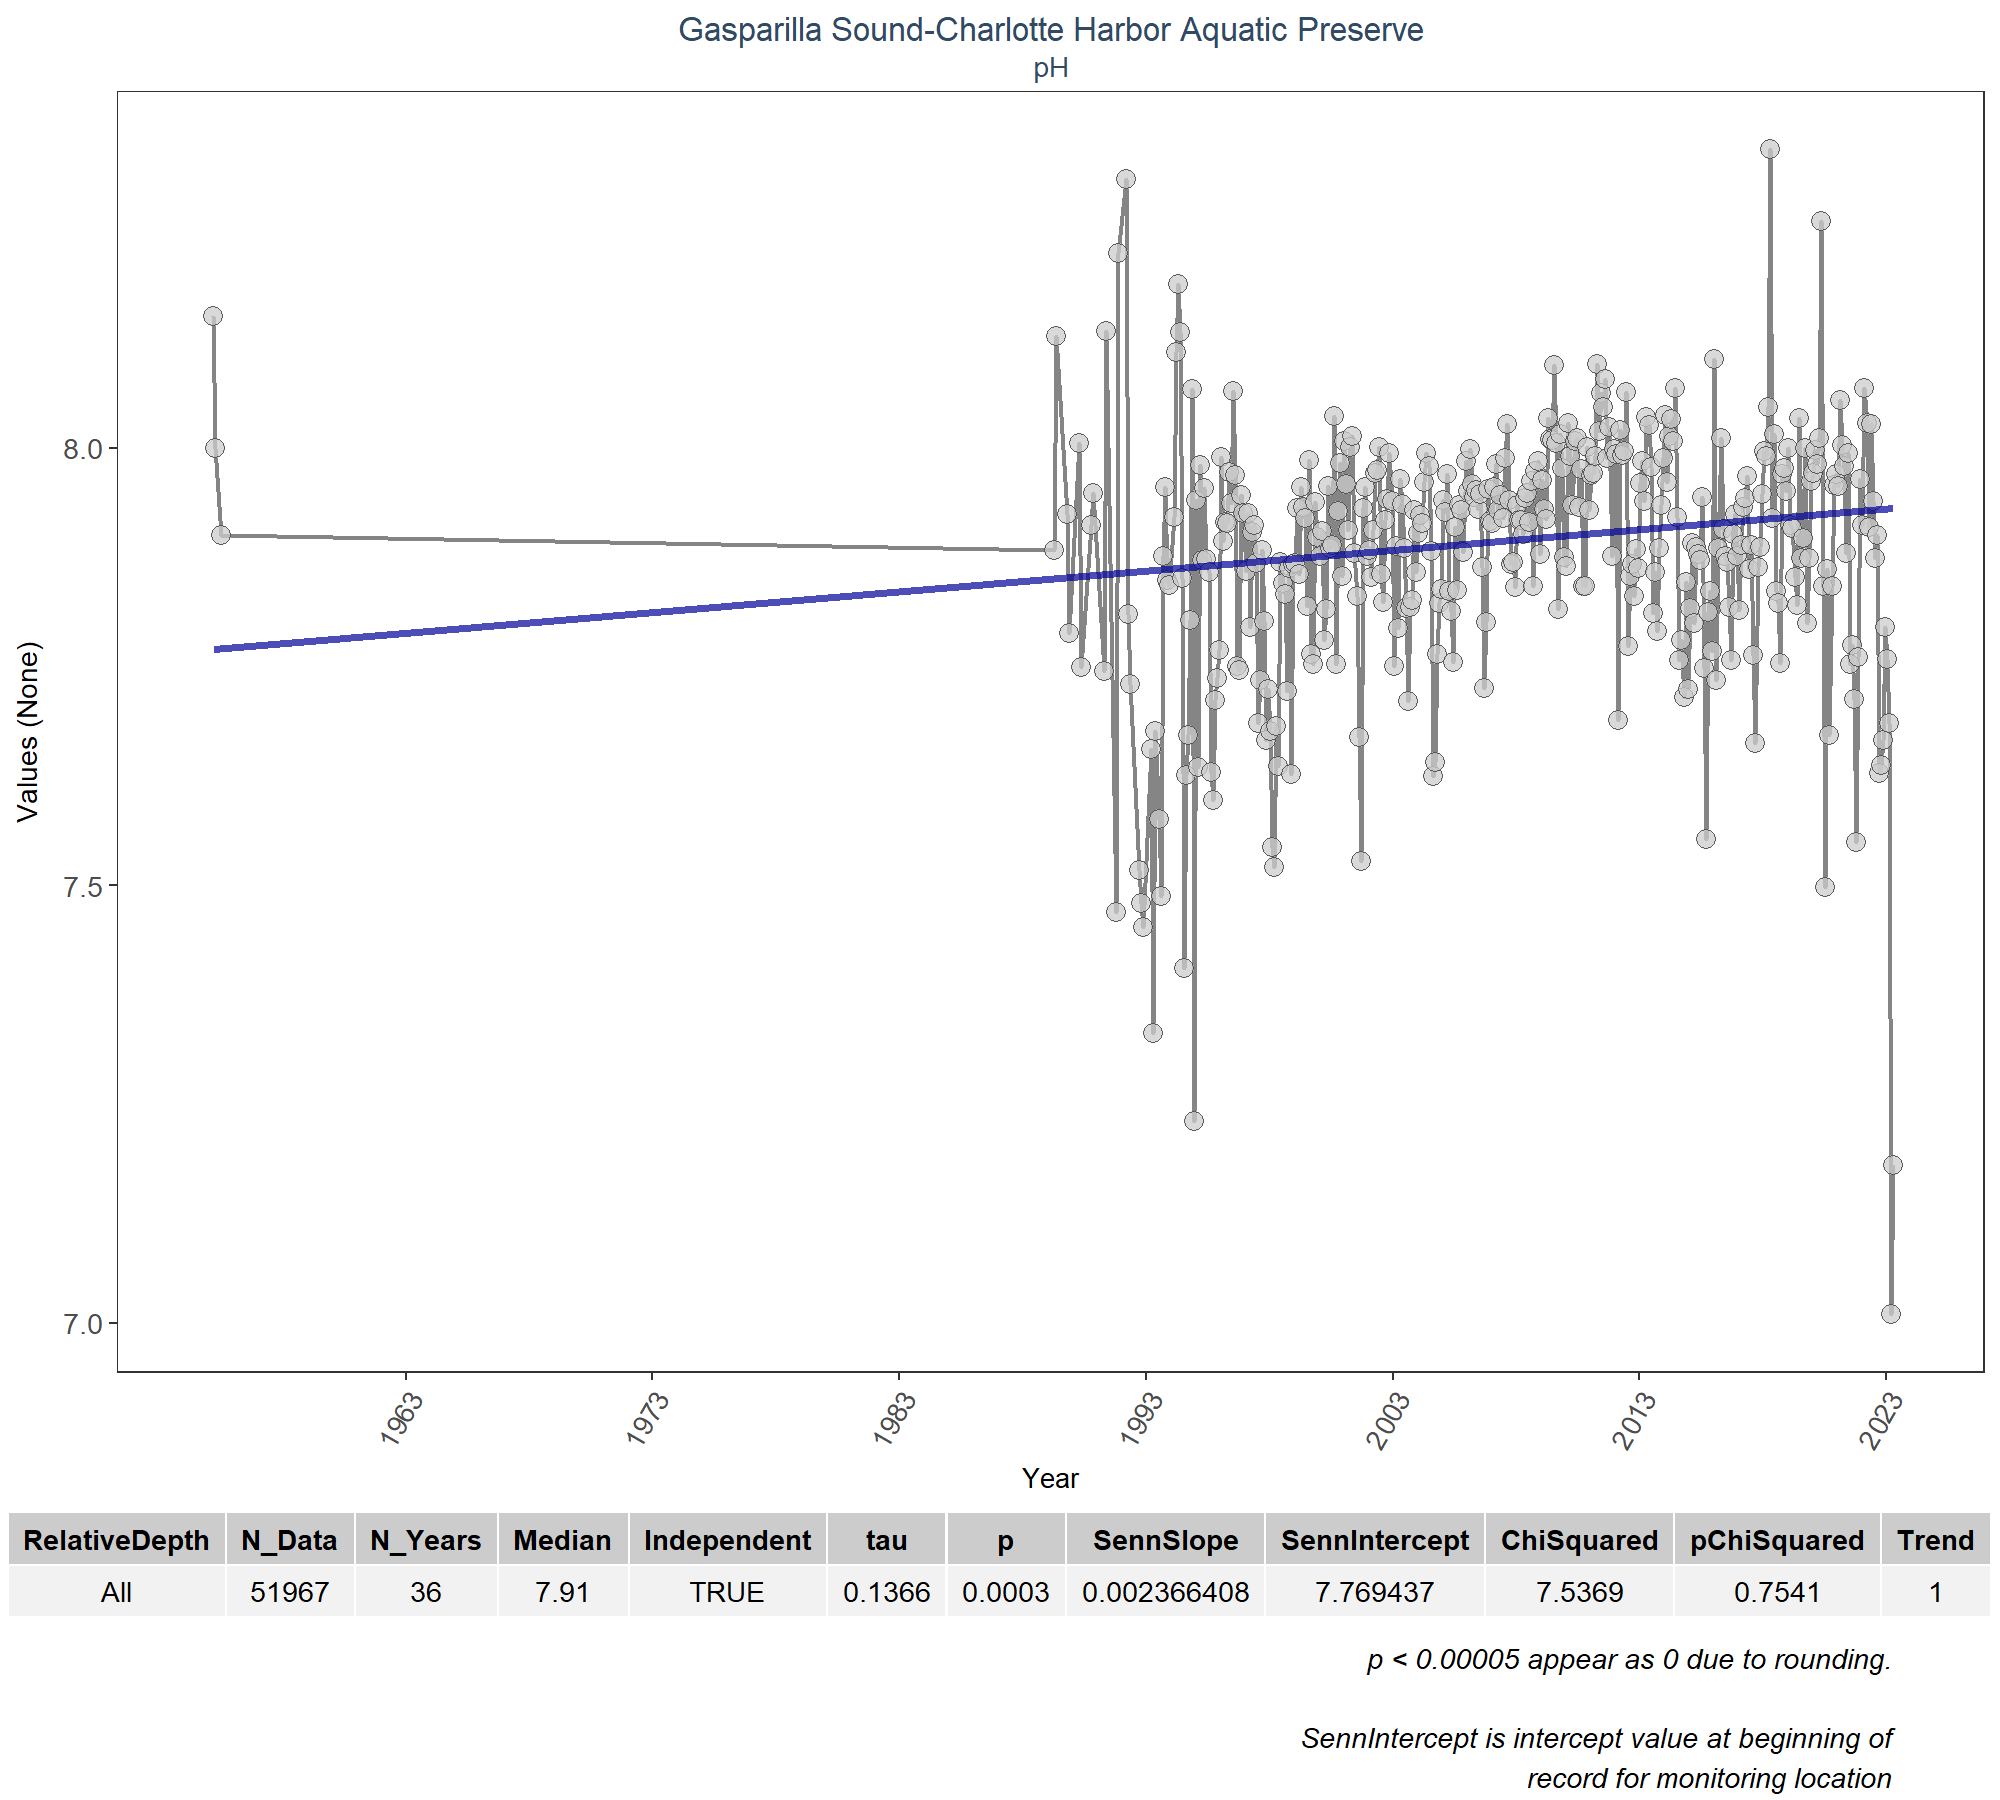 Gasparilla Sound-Charlotte Harbor Aquatic Preserve
pH
Values (None)
8.0
7.5
7.0
1963 1973 1983 1993 2003 2013 2023
Year
RelativeDepth N_Data N_Years Median Independent tau p SennSlope SennIntercept ChiSquared pChiSquared Trend
All 51967 36 7.91 TRUE 0.1366 0.0003 0.002366408 7.769437 7.5369 0.7541 1
p < 0.00005 appear as 0 due to rounding.
SennIntercept is intercept value at beginning of
record for monitoring location